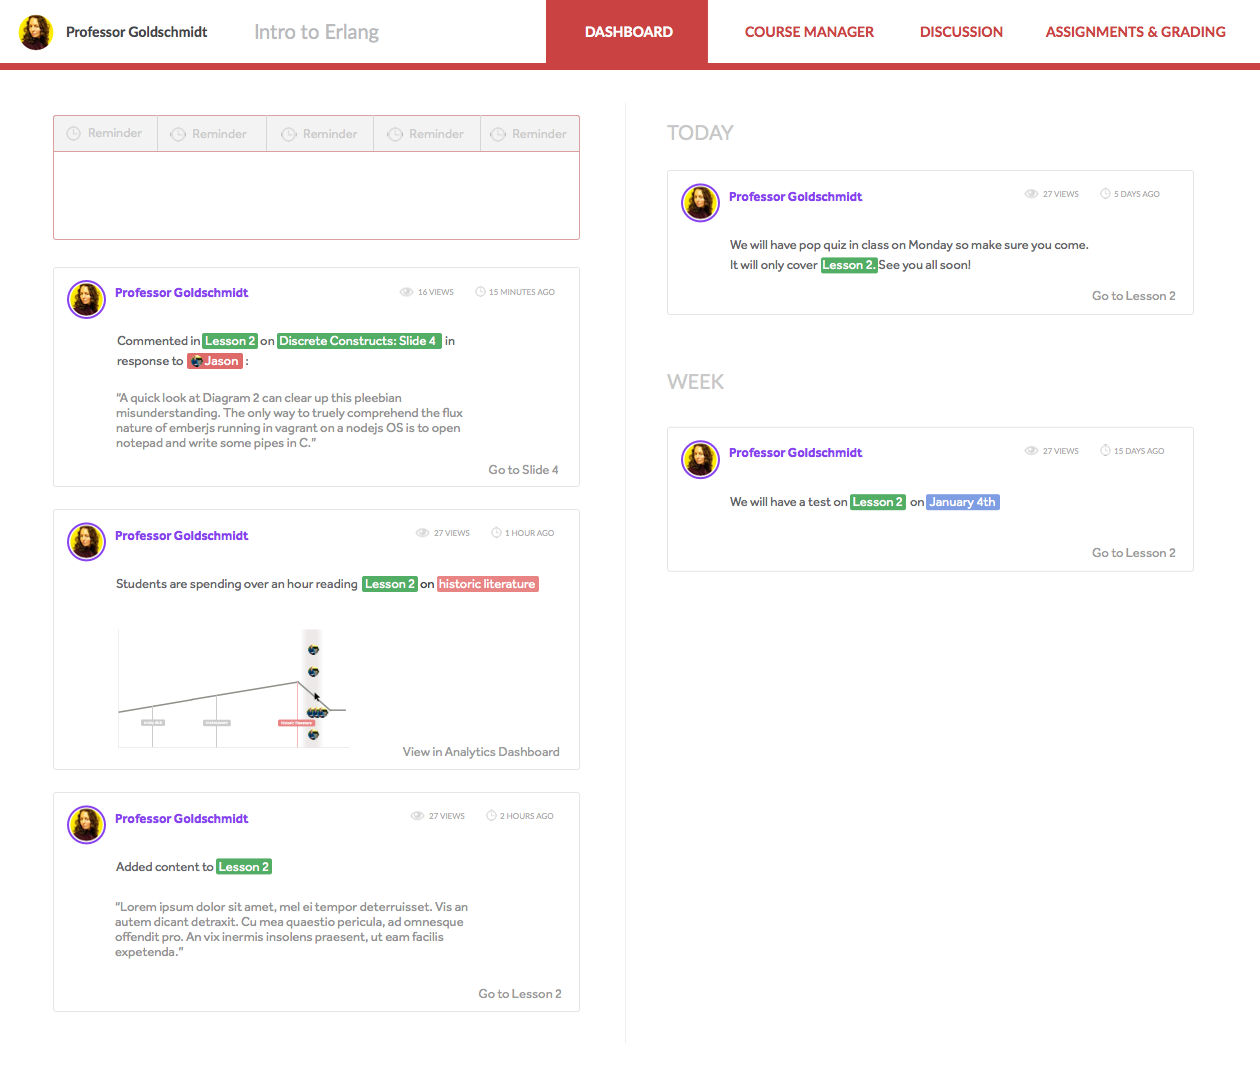 Professor Goldschmidt
Intro to Erlang
DASHBOARD
COURSE MANAGER
DISCUSSION
ASSIGNMENTS & GRADING
Reminder
Reminder
Reminder
Reminder
Reminder
Professor Goldschmidt
16 VIEWS
15 MINUTES AGO
Commented in Lesson 2 on Discrete Constructs: Slide 4 in
response to Jason :
“A quick look at Diagram 2 can clear up this pleebian
misunderstanding. The only way to truely comprehend the flux
nature of emberjs running in vagrant on a nodejs OS is to open
notepad and write some pipes in C.”
Go to Slide 4
Professor Goldschmidt
27 VIEWS
1 HOUR AGO
Students are spending over an hour reading Lesson 2 on historic literature
historic literature
View in Analytics Dashboard
Professor Goldschmidt
27 VIEWS
2 HOURS AGO
Added content to Lesson 2
“Lorem ipsum dolor sit amet, mel ei tempor deterruisset. Vis an
autem dicant detraxit. Cu mea quaestio pericula, ad omnesque
offendit pro. An vix inermis insolens praesent, ut eam facilis
expetenda.”
Go to Lesson 2
TODAY
Professor Goldschmidt
27 VIEWS
5 DAYS AGO
We will have pop quiz in class on Monday so make sure you come.
It will only cover Lesson 2. See you all soon!
Go to Lesson 2
WEEK
Professor Goldschmidt
27 VIEWS
15 DAYS AGO
We will have a test on Lesson 2 on January 4th
Go to Lesson 2